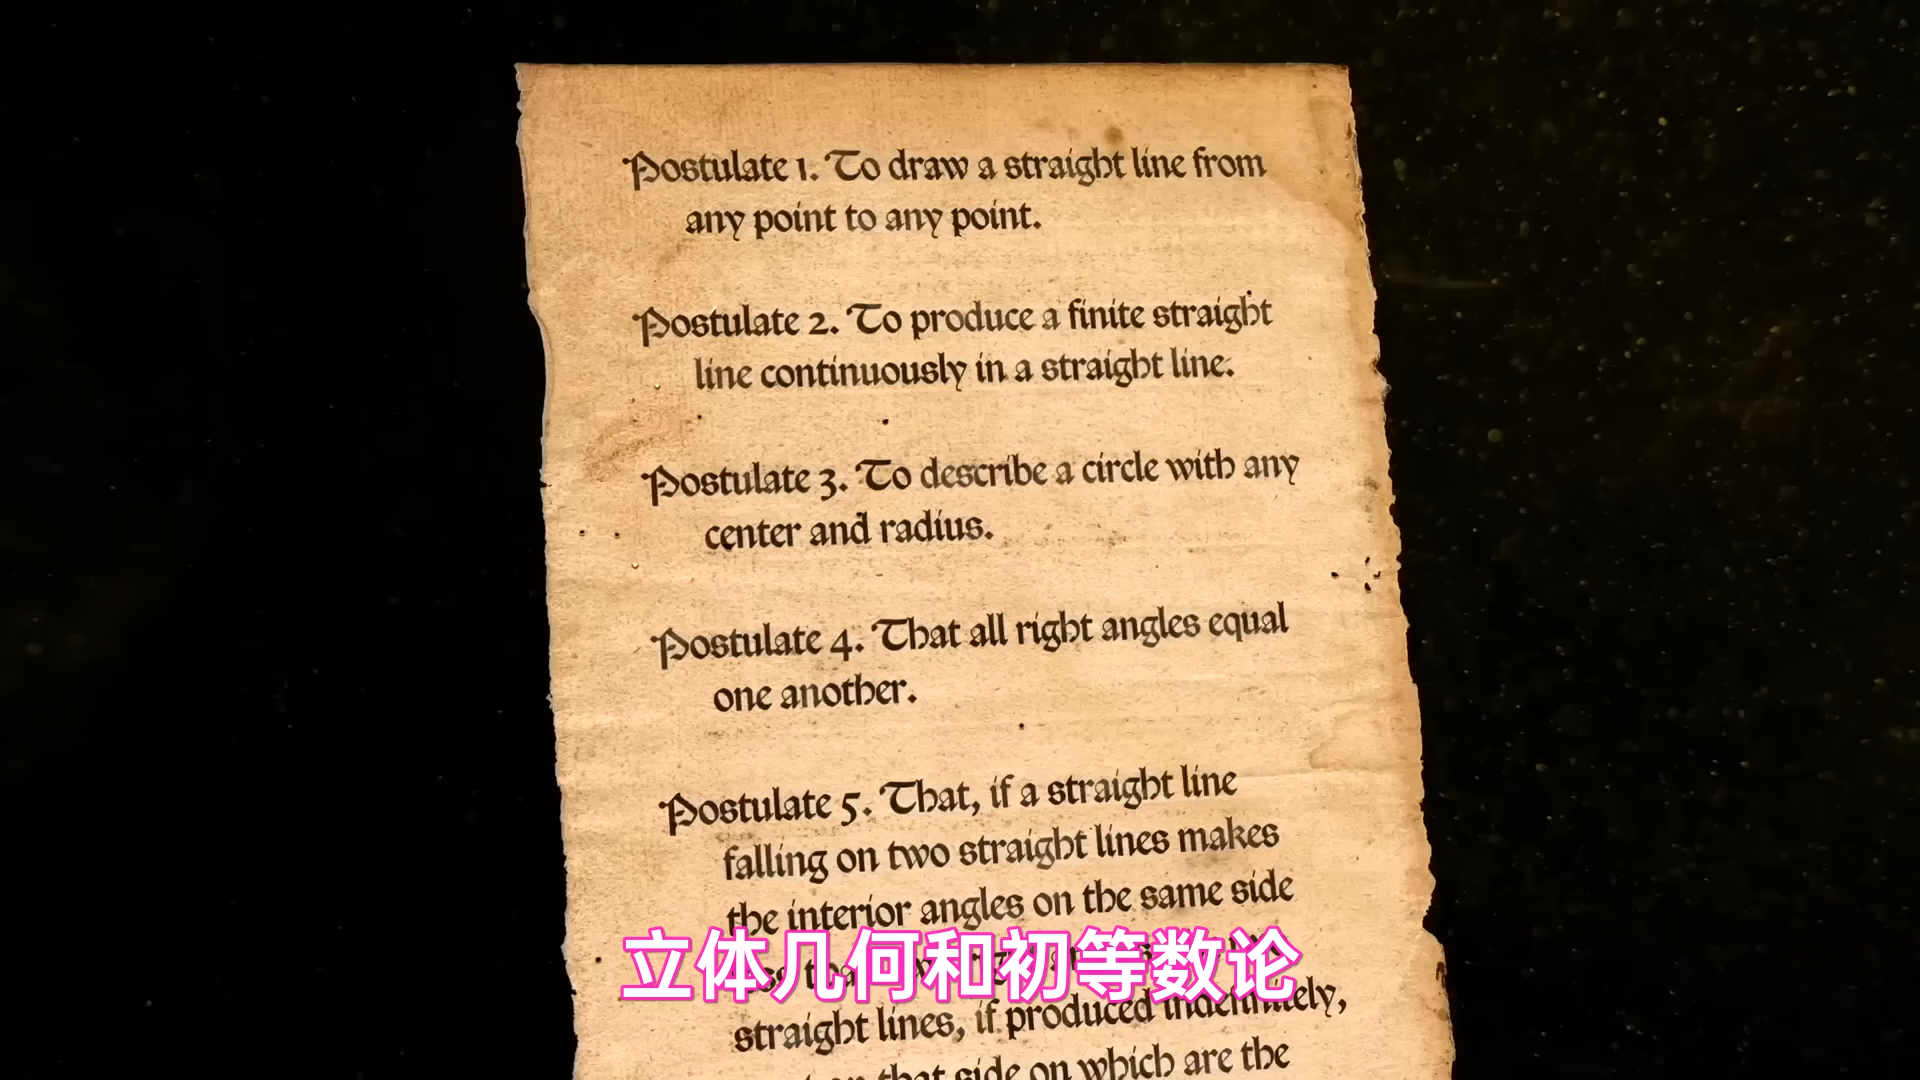 Postulate 1. To draw a straight line from
any point to any point.
Postulate 2. To produce a finite straight
line continuously in a straight line.
Postulate 3. To describe a circle with any
center and radius.
Postulate 4. That all right angles equal
one another.
Postulate 5. That, if a straight line
falling on two straight lines makes
the interior angles on the same side
立体几何和初等数论
straight lines, if produced indefinitely,
that side on which are the